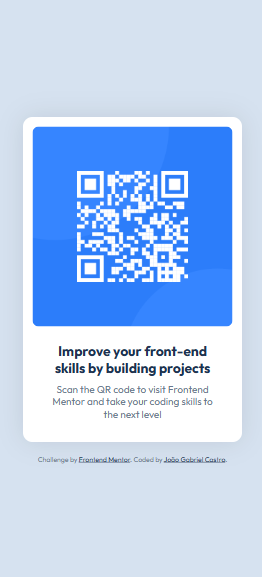 Improve your front-end
skills by building projects
Scan the QR code to visit Frontend
Mentor and take your coding skills to
the next level
Challenge by Frontend Mentor. Coded by João Gabriel Castro.